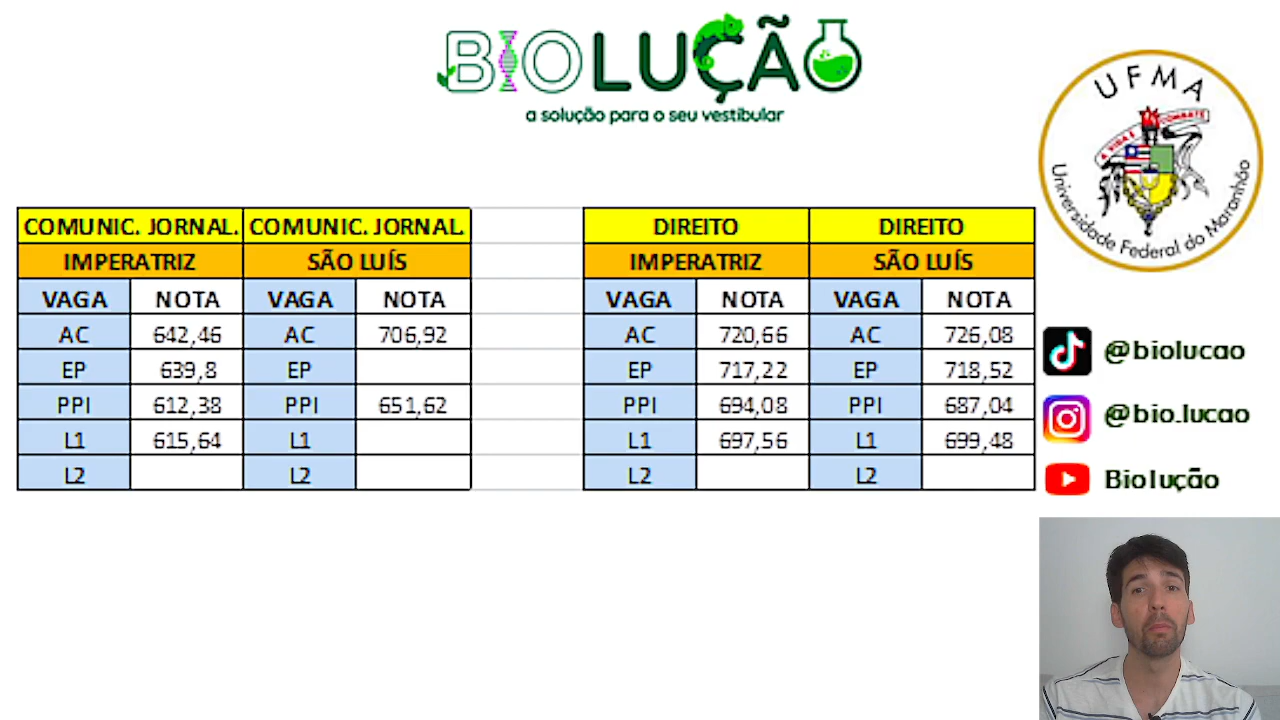 BIOLUÇÃO
a solução para o seu vestibular
UFMA
A VIDA É COMBATE
Universidade Federal do Maranhão
COMUNIC. JORNAL. COMUNIC. JORNAL.
IMPERATRIZ SÃO LUÍS
VAGA NOTA VAGA NOTA
AC 642,46 AC 706,92
EP 639,8 EP
PPI 612,38 PPI 651,62
L1 615,64 L1
L2 L2
DIREITO DIREITO
IMPERATRIZ SÃO LUÍS
VAGA NOTA VAGA NOTA
AC 720,66 AC 726,08
EP 717,22 EP 718,52
PPI 694,08 PPI 687,04
L1 697,56 L1 699,48
L2 L2
@biolucao
@bio.lucao
Biolução